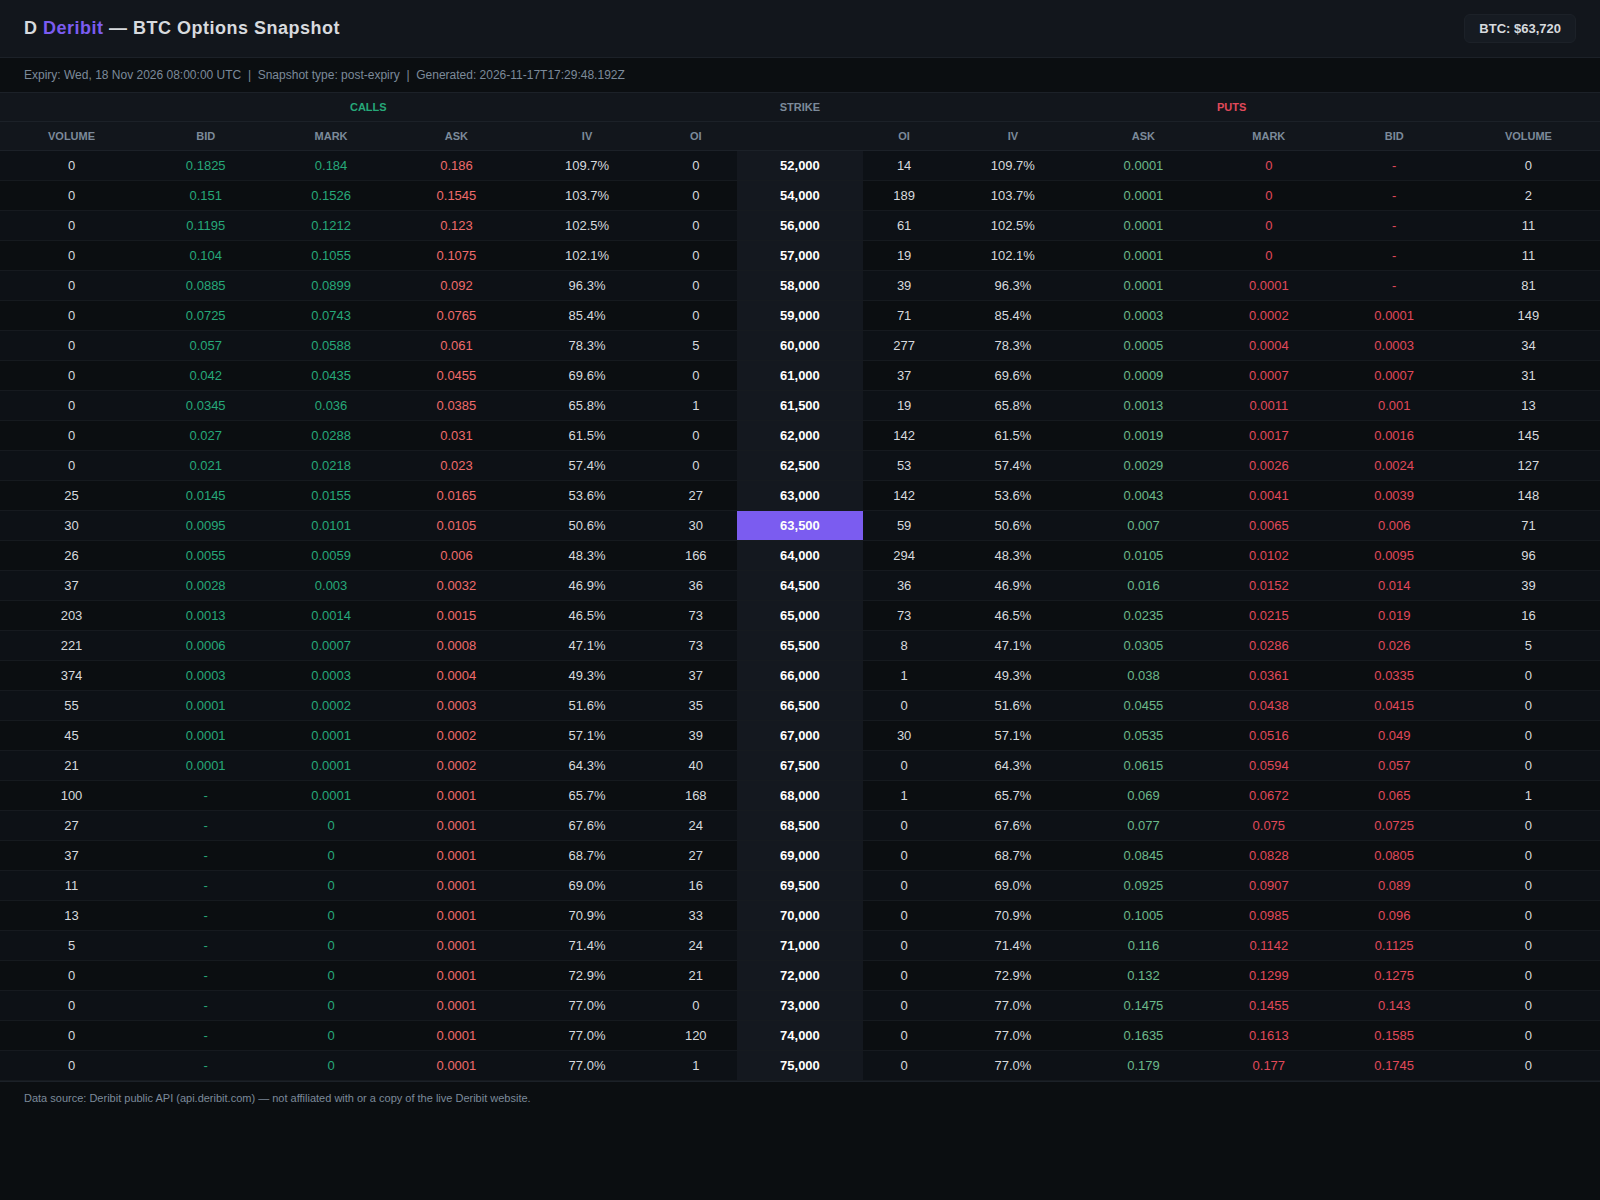 D Deribit — BTC Options Snapshot
BTC: $63,720
Expiry: Wed, 18 Nov 2026 08:00:00 UTC | Snapshot type: post-expiry | Generated: 2026-11-17T17:29:48.192Z
CALLS STRIKE PUTS
VOLUME BID MARK ASK IV OI OI IV ASK MARK BID VOLUME
0 0.1825 0.184 0.186 109.7% 0 52,000 14 109.7% 0.0001 0 - 0
0 0.151 0.1526 0.1545 103.7% 0 54,000 189 103.7% 0.0001 0 - 2
0 0.1195 0.1212 0.123 102.5% 0 56,000 61 102.5% 0.0001 0 - 11
0 0.104 0.1055 0.1075 102.1% 0 57,000 19 102.1% 0.0001 0 - 11
0 0.0885 0.0899 0.092 96.3% 0 58,000 39 96.3% 0.0001 0.0001 - 81
0 0.0725 0.0743 0.0765 85.4% 0 59,000 71 85.4% 0.0003 0.0002 0.0001 149
0 0.057 0.0588 0.061 78.3% 5 60,000 277 78.3% 0.0005 0.0004 0.0003 34
0 0.042 0.0435 0.0455 69.6% 0 61,000 37 69.6% 0.0009 0.0007 0.0007 31
0 0.0345 0.036 0.0385 65.8% 1 61,500 19 65.8% 0.0013 0.0011 0.001 13
0 0.027 0.0288 0.031 61.5% 0 62,000 142 61.5% 0.0019 0.0017 0.0016 145
0 0.021 0.0218 0.023 57.4% 0 62,500 53 57.4% 0.0029 0.0026 0.0024 127
25 0.0145 0.0155 0.0165 53.6% 27 63,000 142 53.6% 0.0043 0.0041 0.0039 148
30 0.0095 0.0101 0.0105 50.6% 30 63,500 59 50.6% 0.007 0.0065 0.006 71
26 0.0055 0.0059 0.006 48.3% 166 64,000 294 48.3% 0.0105 0.0102 0.0095 96
37 0.0028 0.003 0.0032 46.9% 36 64,500 36 46.9% 0.016 0.0152 0.014 39
203 0.0013 0.0014 0.0015 46.5% 73 65,000 73 46.5% 0.0235 0.0215 0.019 16
221 0.0006 0.0007 0.0008 47.1% 73 65,500 8 47.1% 0.0305 0.0286 0.026 5
374 0.0003 0.0003 0.0004 49.3% 37 66,000 1 49.3% 0.038 0.0361 0.0335 0
55 0.0001 0.0002 0.0003 51.6% 35 66,500 0 51.6% 0.0455 0.0438 0.0415 0
45 0.0001 0.0001 0.0002 57.1% 39 67,000 30 57.1% 0.0535 0.0516 0.049 0
21 0.0001 0.0001 0.0002 64.3% 40 67,500 0 64.3% 0.0615 0.0594 0.057 0
100 - 0.0001 0.0001 65.7% 168 68,000 1 65.7% 0.069 0.0672 0.065 1
27 - 0 0.0001 67.6% 24 68,500 0 67.6% 0.077 0.075 0.0725 0
37 - 0 0.0001 68.7% 27 69,000 0 68.7% 0.0845 0.0828 0.0805 0
11 - 0 0.0001 69.0% 16 69,500 0 69.0% 0.0925 0.0907 0.089 0
13 - 0 0.0001 70.9% 33 70,000 0 70.9% 0.1005 0.0985 0.096 0
5 - 0 0.0001 71.4% 24 71,000 0 71.4% 0.116 0.1142 0.1125 0
0 - 0 0.0001 72.9% 21 72,000 0 72.9% 0.132 0.1299 0.1275 0
0 - 0 0.0001 77.0% 0 73,000 0 77.0% 0.1475 0.1455 0.143 0
0 - 0 0.0001 77.0% 120 74,000 0 77.0% 0.1635 0.1613 0.1585 0
0 - 0 0.0001 77.0% 1 75,000 0 77.0% 0.179 0.177 0.1745 0
Data source: Deribit public API (api.deribit.com) — not affiliated with or a copy of the live Deribit website.